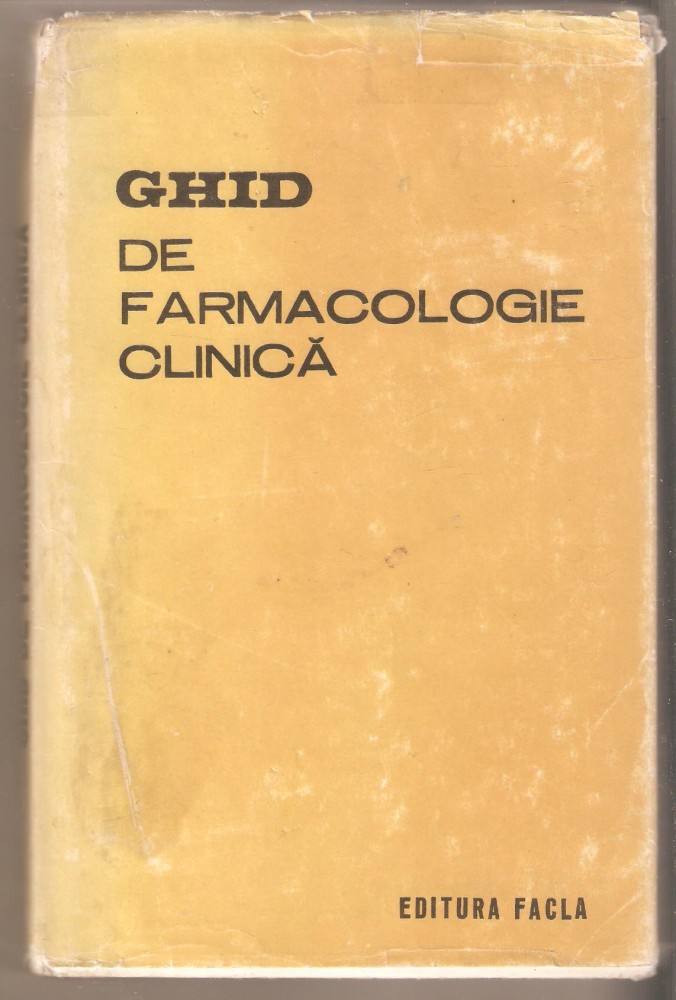 GHID
DE
FARMACOLOGIE
CLINICĂ
EDITURA FACLA